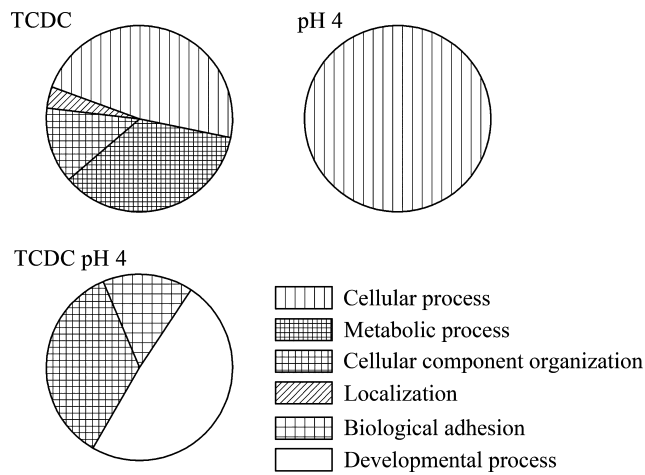 TCDC
pH 4
TCDC pH 4
Cellular process
Metabolic process
Cellular component organization
Localization
Biological adhesion
Developmental process